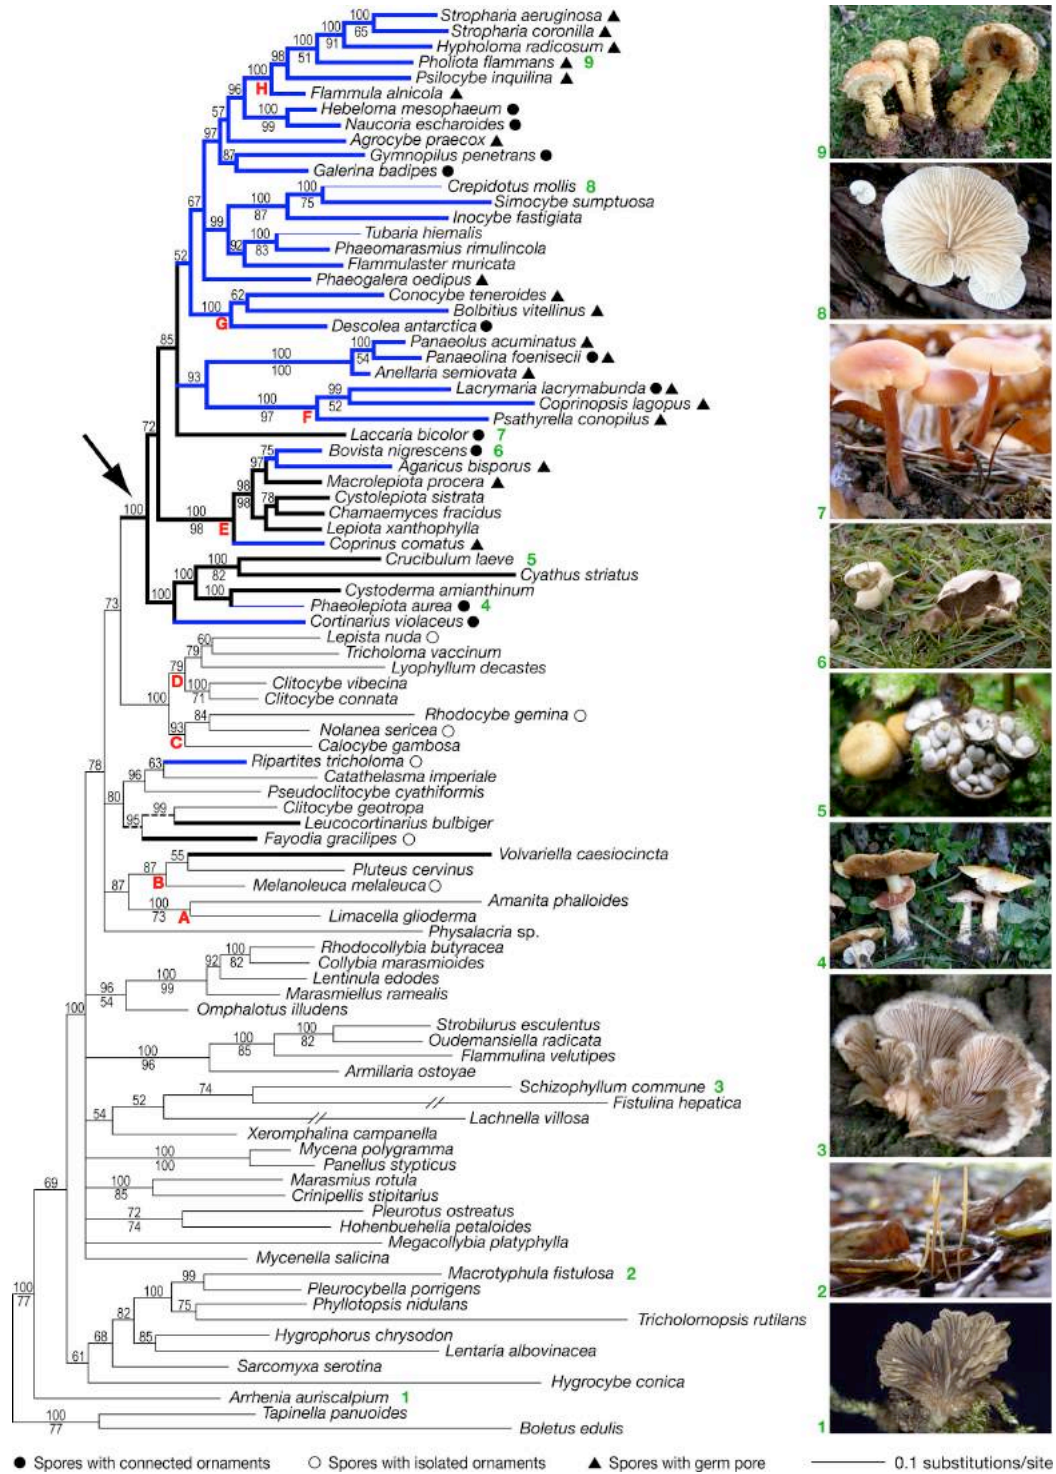 Stropharia aeruginosa ▲
Stropharia coronilla ▲
Hypholoma radicosum ▲
Pholiota flammans ▲ 9
Psilocybe inquilina ▲
Flammula alnicola ▲
Hebeloma mesophaeum ●
Naucoria escharoides ●
Agrocybe praecox ▲
Gymnopilus penetrans ●
Galerina badipes ●
Crepidotus mollis 8
Simocybe sumptuosa
Inocybe fastigiata
Tubaria hiemalis
Phaeomarasmius rimulincola
Flammulaster muricata
Phaeogalera oedipus ▲
Conocybe teneroides ▲
Bolbitius vitellinus ▲
Descolea antarctica ●
Panaeolus acuminatus ▲
Panaeolina foenisecii ● ▲
Anellaria semiovata ▲
Lacrymaria lacrymabunda ● ▲
Coprinopsis lagopus ▲
Psathyrella conopilus ▲
Laccaria bicolor ● 7
Bovista nigrescens ● 6
Agaricus bisporus ▲
Macrolepiota procera ▲
Cystolepiota sistrata
Chamaemyces fracidus
Lepiota xanthophylla
Coprinus comatus ▲
Crucibulum laeve 5
Cyathus striatus
Cystoderma amianthinum
Phaeolepiota aurea ● 4
Cortinarius violaceus ●
Lepista nuda ○
Tricholoma vaccinum
Lyophyllum decastes
Clitocybe vibecina
Clitocybe connata
Rhodocybe gemina ○
Nolanea sericea ○
Calocybe gambosa
Ripartites tricholoma ○
Catathelasma imperiale
Pseudoclitocybe cyathiformis
Clitocybe geotropa
Leucocortinarius bulbiger
Fayodia gracilipes ○
Volvariella caesiocincta
Pluteus cervinus
Melanoleuca melaleuca ○
Amanita phalloides
Limacella glioderma
Physalacria sp.
Rhodocollybia butyracea
Collybia marasmioides
Lentinula edodes
Marasmiellus ramealis
Omphalotus illudens
Strobilurus esculentus
Oudemansiella radicata
Flammulina velutipes
Armillaria ostoyae
Schizophyllum commune 3
Fistulina hepatica
Lachnella villosa
Xeromphalina campanella
Mycena polygramma
Panellus stypticus
Marasmius rotula
Crinipellis stipitarius
Pleurotus ostreatus
Hohenbuehelia petaloides
Megacollybia platyphylla
Mycenella salicina
Macrotyphula fistulosa 2
Pleurocybella porrigens
Phyllotopsis nidulans
Tricholomopsis rutilans
Hygrophorus chrysodon
Lentaria albovinacea
Sarcomyxa serotina
Hygrocybe conica
Arrhenia auriscalpium 1
Tapinella panuoides
Boletus edulis
H
G
F
E
D
C
B
A
9
8
7
6
5
4
3
2
1
● Spores with connected ornaments ○ Spores with isolated ornaments ▲ Spores with germ pore 0.1 substitutions/site